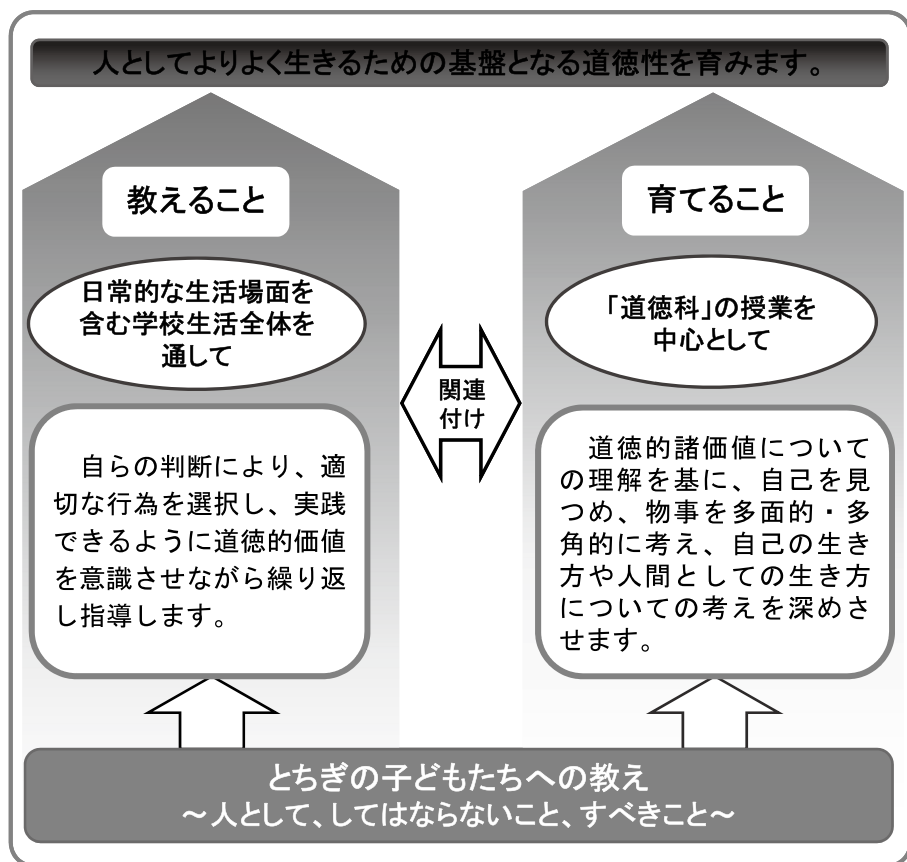 人としてよりよく生きるための基盤となる道徳性を育みます。
教えること
日常的な生活場面を
含む学校生活全体を
通して
自らの判断により、適
切な行為を選択し、実践
できるように道徳的価値
を意識させながら繰り返
し指導します。
関連
付け
育てること
「道徳科」の授業を
中心として
道徳的諸価値について
の理解を基に、自己を見
つめ、物事を多面的・多
角的に考え、自己の生き
方や人間としての生き方
についての考えを深めさ
せます。
とちぎの子どもたちへの教え
～人として、してはならないこと、すべきこと～